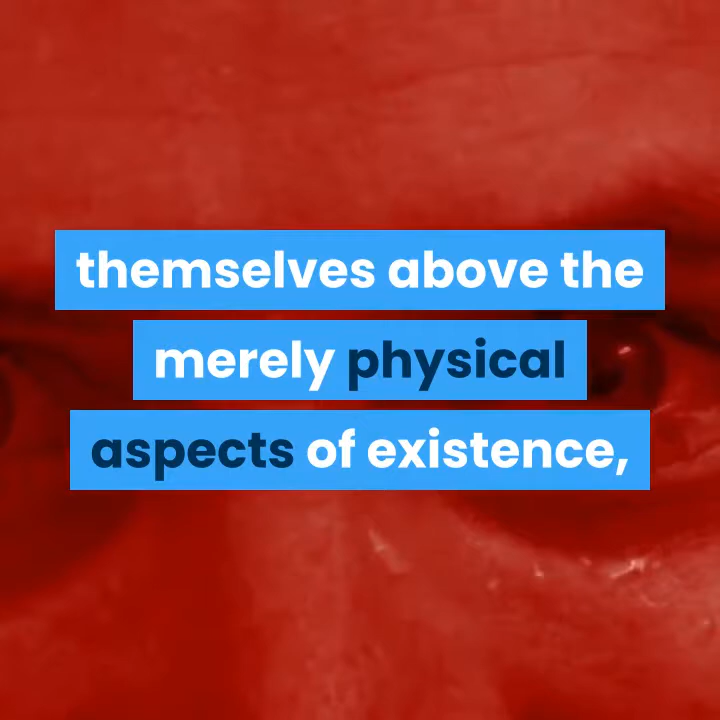 themselves above the
merely physical
aspects of existence,